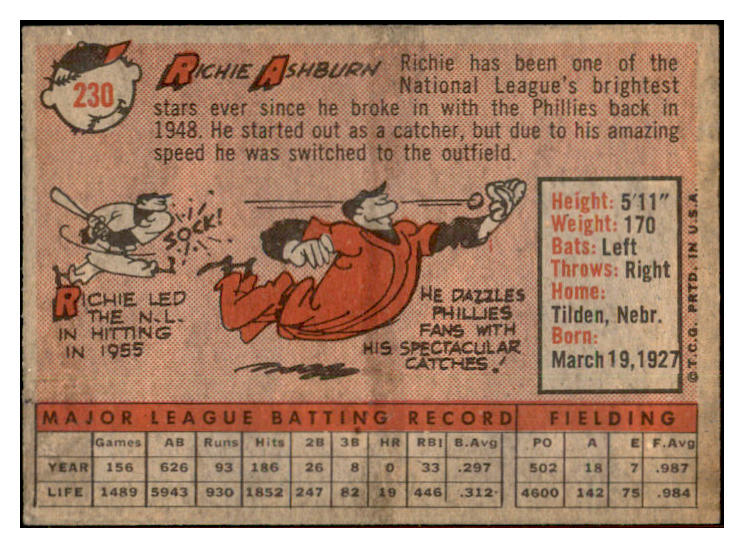 230
RICHIE ASHBURN
Richie has been one of the
National League's brightest
stars ever since he broke in with the Phillies back in
1948. He started out as a catcher, but due to his amazing
speed he was switched to the outfield.
SOCK!
RICHIE LED
THE N.L.
IN HITTING
IN 1955
HE DAZZLES
PHILLIES
FANS WITH
HIS SPECTACULAR
CATCHES!
Height: 5'11"
Weight: 170
Bats: Left
Throws: Right
Home:
Tilden, Nebr.
Born:
March 19, 1927
©T.C.G. PRTD. IN U.S.A.
MAJOR LEAGUE BATTING RECORD FIELDING
Games AB Runs Hits 2B 3B HR RBI B.Avg PO A E F.Avg
YEAR 156 626 93 186 26 8 0 33 .297 502 18 7 .987
LIFE 1489 5943 930 1852 247 82 19 446 .312 4600 142 75 .984